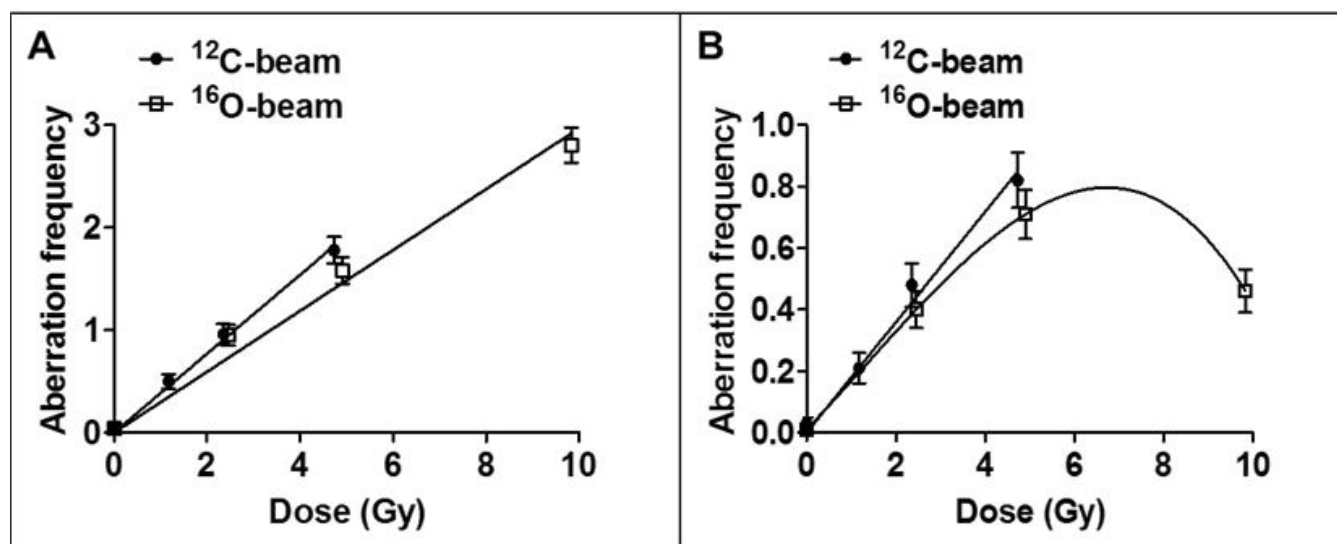 A
¹²C-beam
¹⁶O-beam
Aberration frequency
3
2
1
0
0 2 4 6 8 10
Dose (Gy)
B
¹²C-beam
¹⁶O-beam
Aberration frequency
1.0
0.8
0.6
0.4
0.2
0.0
0 2 4 6 8 10
Dose (Gy)